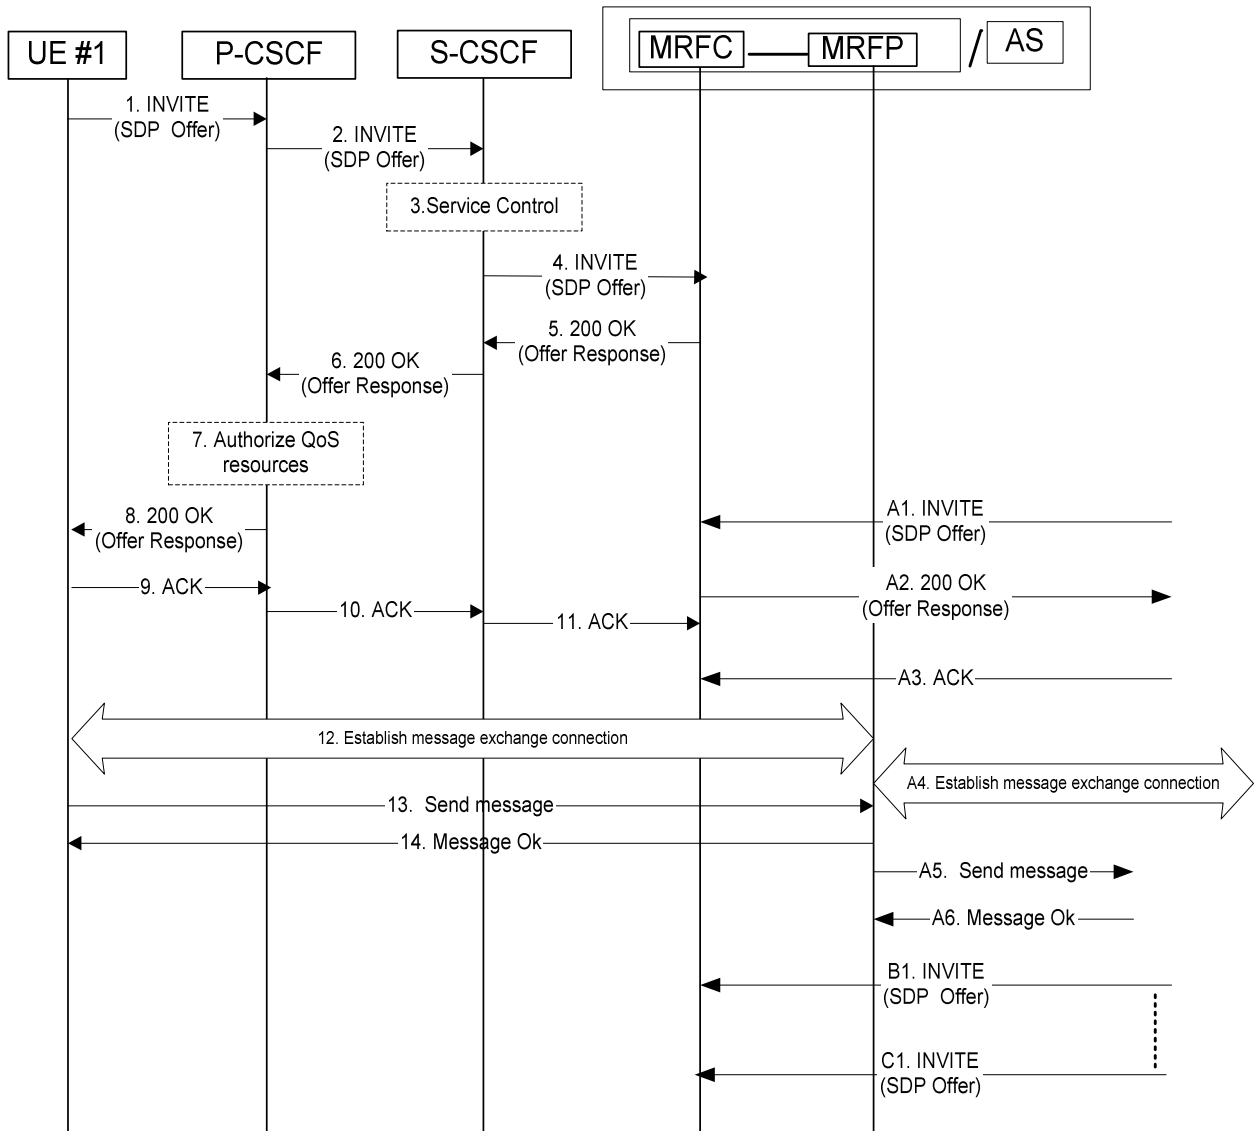 UE #1
P-CSCF
S-CSCF
MRFC
MRFP
/
AS
1. INVITE
(SDP Offer)
2. INVITE
(SDP Offer)
3.Service Control
4. INVITE
(SDP Offer)
5. 200 OK
(Offer Response)
6. 200 OK
(Offer Response)
7. Authorize QoS
resources
8. 200 OK
(Offer Response)
A1. INVITE
(SDP Offer)
9. ACK
A2. 200 OK
(Offer Response)
10. ACK
11. ACK
A3. ACK
12. Establish message exchange connection
A4. Establish message exchange connection
13. Send message
14. Message Ok
A5. Send message
A6. Message Ok
B1. INVITE
(SDP Offer)
C1. INVITE
(SDP Offer)